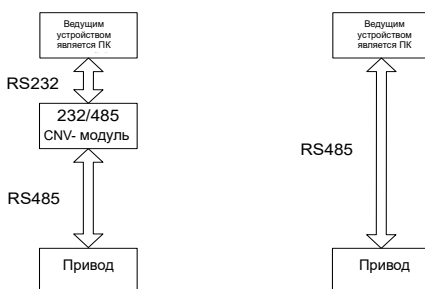 Ведущим
устройством
является ПК
RS232
232/485
CNV- модуль
RS485
Привод
Ведущим
устройством
является ПК
RS485
Привод